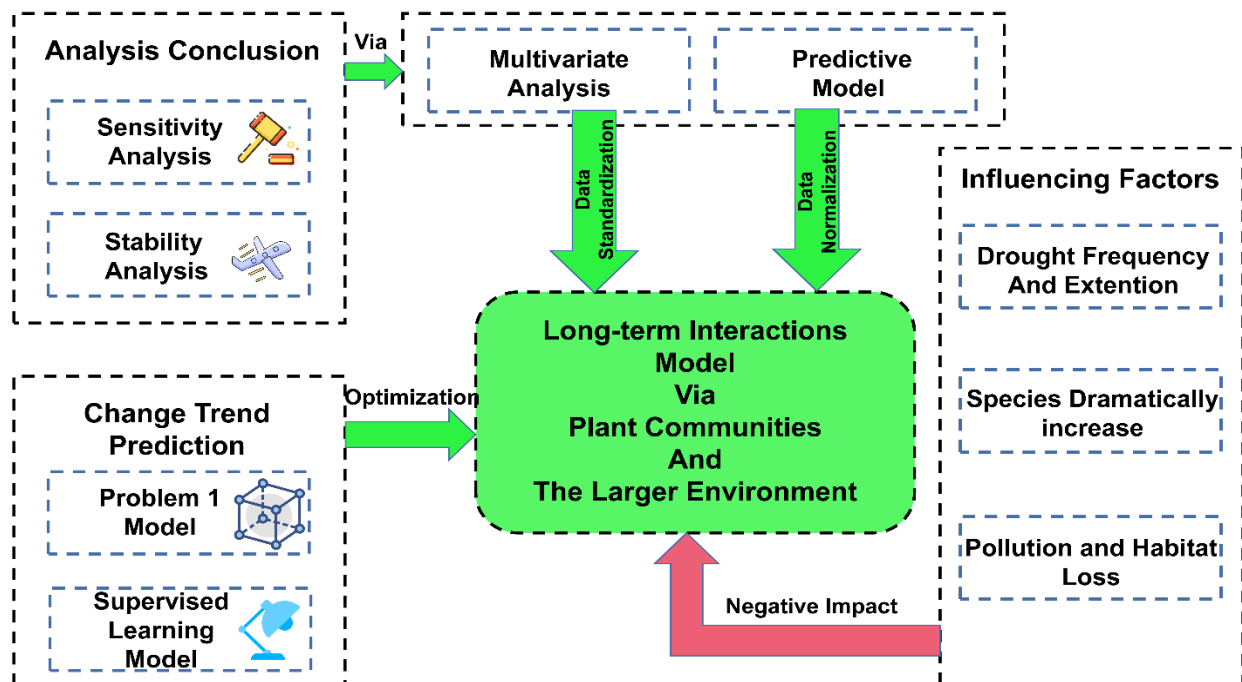 Analysis Conclusion
Sensitivity
Analysis
Stability
Analysis
Via
Multivariate
Analysis
Predictive
Model
Data
Standardization
Data
Normalization
Influencing Factors
Drought Frequency
And Extention
Species Dramatically
increase
Pollution and Habitat
Loss
Change Trend
Prediction
Problem 1
Model
Supervised
Learning
Model
Optimization
Long-term Interactions
Model
Via
Plant Communities
And
The Larger Environment
Negative Impact